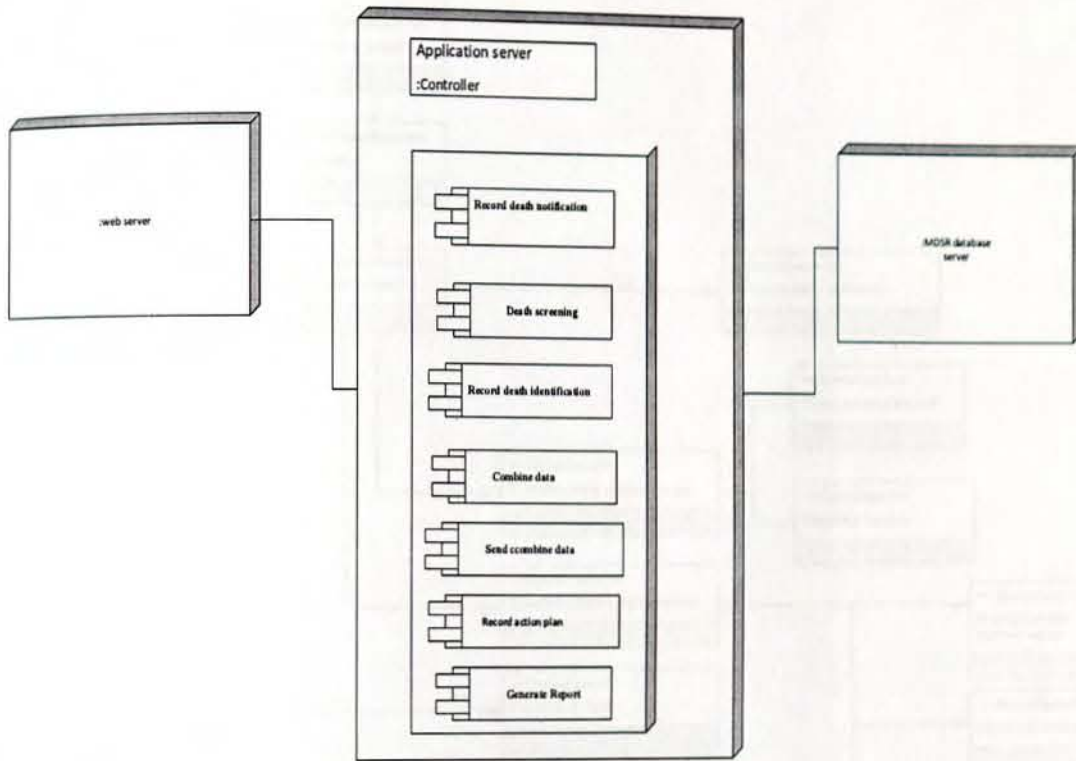 Application server
:Controller
:web server
Record death notification
Death screening
Record death identification
Combine data
Send ccombine data
Record action plan
Generate Report
:MDSR database
server